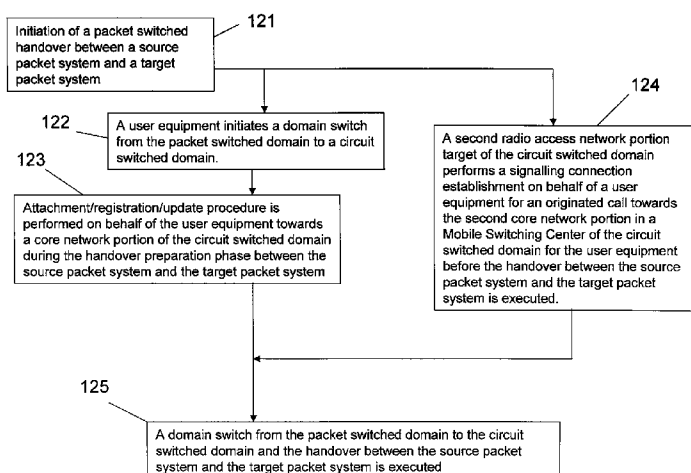 121
Initiation of a packet switched
handover between a source
packet system and a target
packet system
122
A user equipment initiates a domain switch
from the packet switched domain to a circuit
switched domain.
123
Attachment/registration/update procedure is
performed on behalf of the user equipment towards
a core network portion of the circuit switched domain
during the handover preparation phase between the
source packet system and the target packet system
124
A second radio access network portion
target of the circuit switched domain
performs a signalling connection
establishment on behalf of a user
equipment for an originated call towards
the second core network portion in a
Mobile Switching Center of the circuit
switched domain for the user equipment
before the handover between the source
packet system and the target packet
system is executed.
125
A domain switch from the packet switched domain to the circuit
switched domain and the handover between the source packet
system and the target packet system is executed